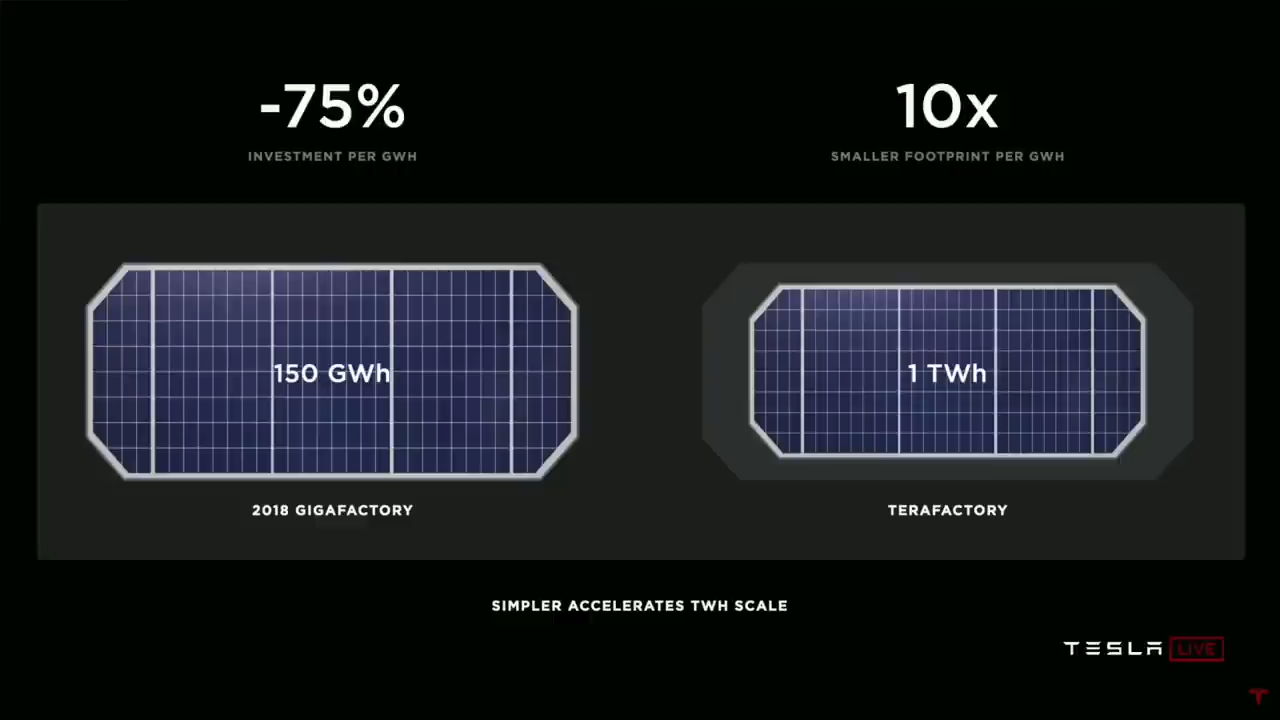 -75%
INVESTMENT PER GWH
10x
SMALLER FOOTPRINT PER GWH
150 GWh
2018 GIGAFACTORY
1 TWh
TERAFACTORY
SIMPLER ACCELERATES TWH SCALE
TESLA LIVE